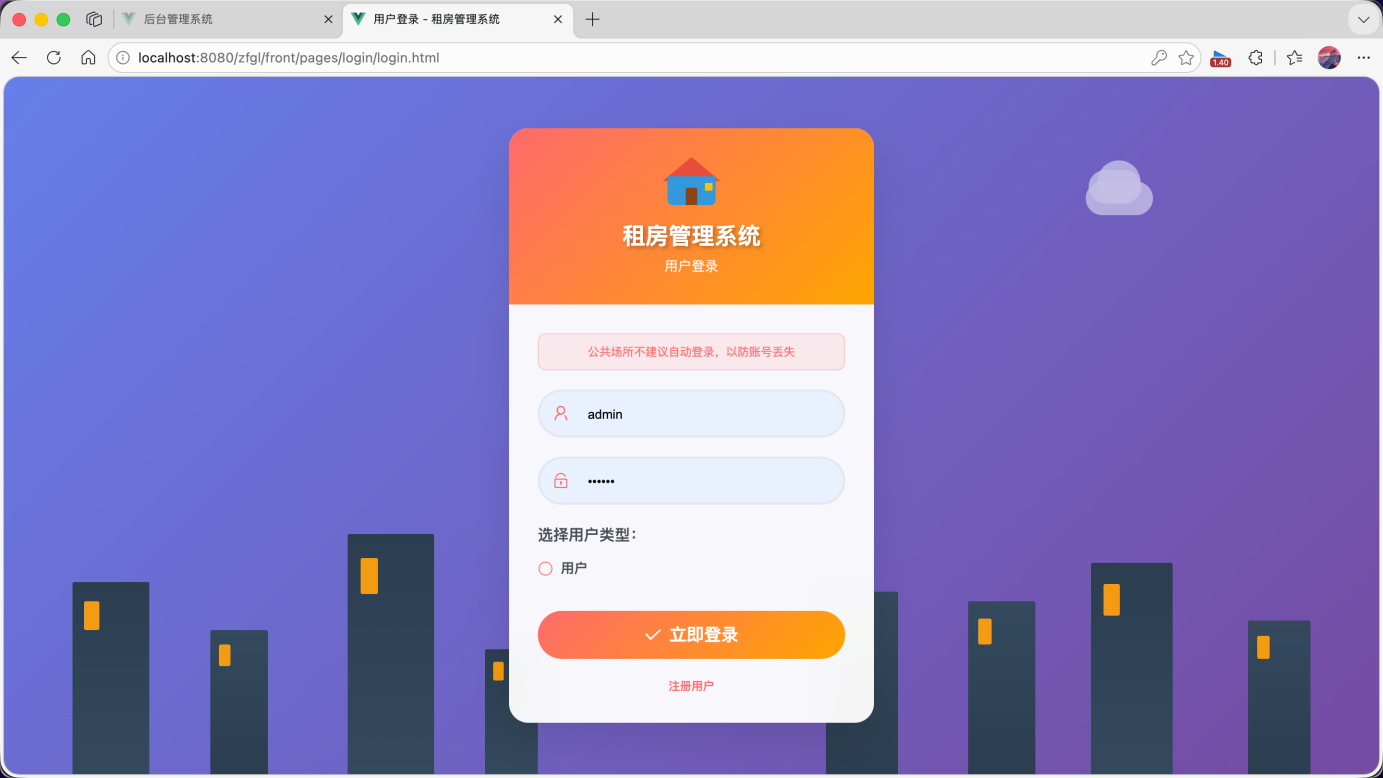 后台管理系统
用户登录 - 租房管理系统
localhost:8080/zfgl/front/pages/login/login.html
1.40
租房管理系统
用户登录
公共场所不建议自动登录，以防账号丢失
admin
••••••
选择用户类型：
用户
立即登录
注册用户